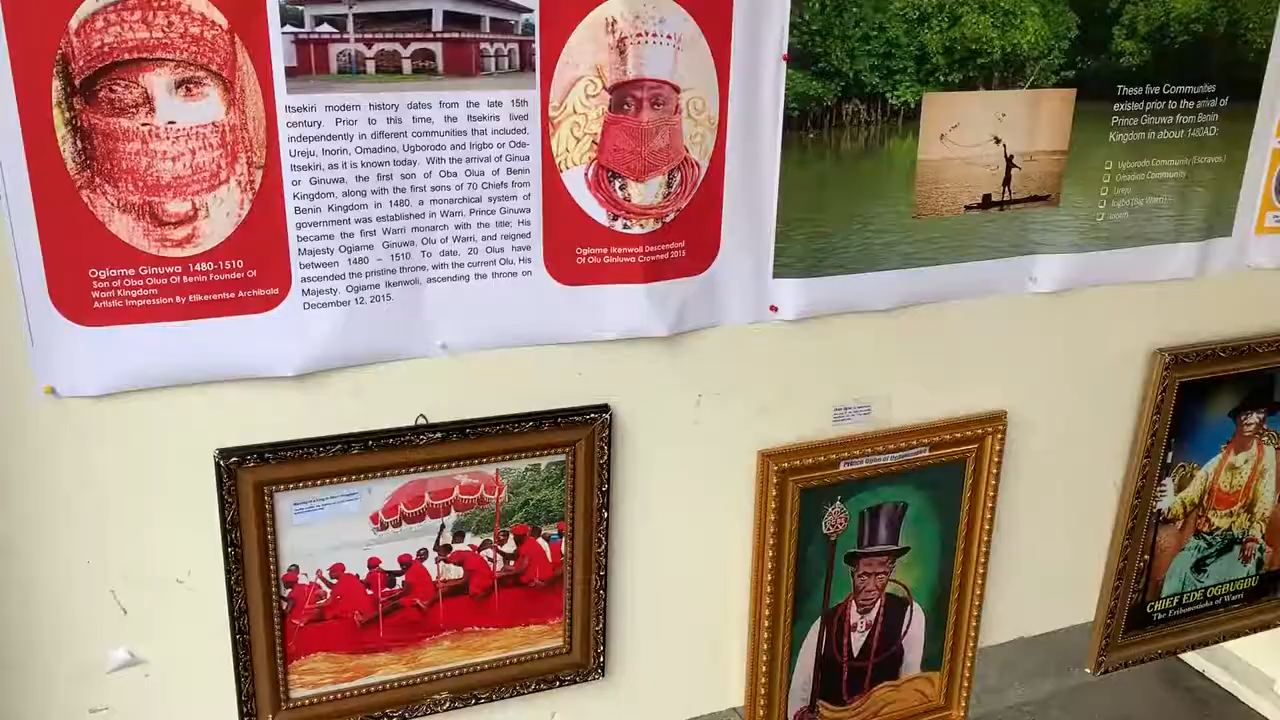 Itsekiri modern history dates from the late 15th
century. Prior to this time, the Itsekiris lived
independently in different communities that included,
Ureju, Inorin, Omadino, Ugborodo and Irigbo or Ode-
Itsekiri, as it is known today. With the arrival of Ginua
or Ginuwa, the first son of Oba Olua of Benin
Kingdom, along with the first sons of 70 Chiefs from
Benin Kingdom in 1480, a monarchical system of
government was established in Warri, Prince Ginuwa
became the first Warri monarch with the title; His
Majesty Ogiame Ginuwa, Olu of Warri, and reigned
between 1480 – 1510. To date, 20 Olus have
ascended the pristine throne, with the current Olu, His
Majesty. Ogiame Ikenwoli, ascending the throne on
December 12, 2015.
Ogiame Ginuwa 1480-1510
Son of Oba Olua Of Benin Founder Of
Warri Kingdom
Artistic Impression By Etikerentse Archibald
Ogiame Ikenwoli Descendant
Of Olu Giniuwa Crowned 2015
These five Communities
existed prior to the arrival of
Prince Ginuwa from Benin
Kingdom in about 1480AD:
Ugborodo Community (Escravos)
Omadino Community
Ureju
(Big Warri)
CHIEF EDE OGBUGBU
of Warri